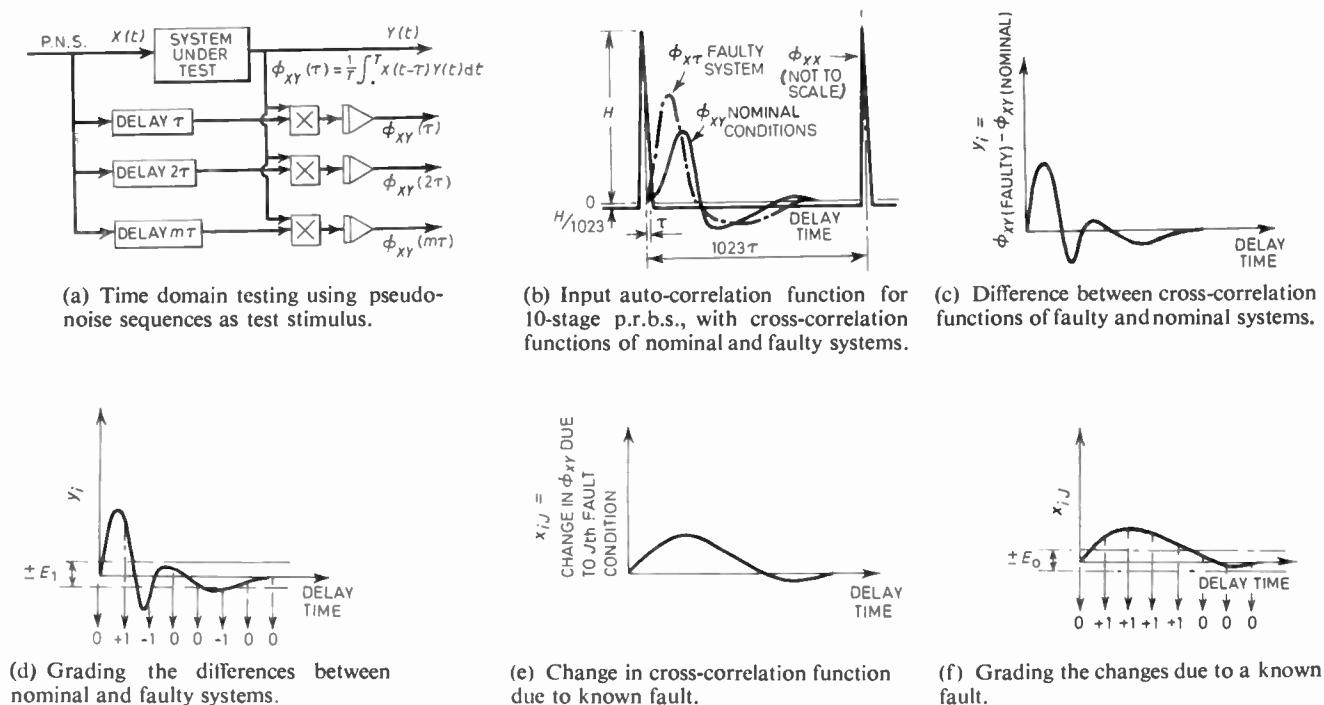 P.N.S.
X(t)
SYSTEM
UNDER
TEST
Y(t)
ϕXY(τ) = 1/T ∫₀ᵀ X(t-τ) Y(t) dt
DELAY τ
×
ϕXY(τ)
DELAY 2τ
×
ϕXY(2τ)
DELAY mτ
×
ϕXY(mτ)
(a) Time domain testing using pseudo-
noise sequences as test stimulus.
H
ϕXτ FAULTY
SYSTEM
ϕXX
(NOT TO
SCALE)
ϕXY NOMINAL
CONDITIONS
0
H/1023
τ
DELAY
TIME
1023τ
(b) Input auto-correlation function for
10-stage p.r.b.s., with cross-correlation
functions of nominal and faulty systems.
yi =
ϕXY(FAULTY) - ϕXY(NOMINAL)
DELAY
TIME
(c) Difference between cross-correlation
functions of faulty and nominal systems.
yi
± E1
DELAY
TIME
0 +1 -1 0 0 -1 0 0
(d) Grading the differences between
nominal and faulty systems.
xiJ =
CHANGE IN ϕXY DUE
TO Jth FAULT
CONDITION
DELAY
TIME
(e) Change in cross-correlation function
due to known fault.
xiJ
± Eo
DELAY TIME
0 +1 +1 +1 +1 0 0 0
(f) Grading the changes due to a known
fault.